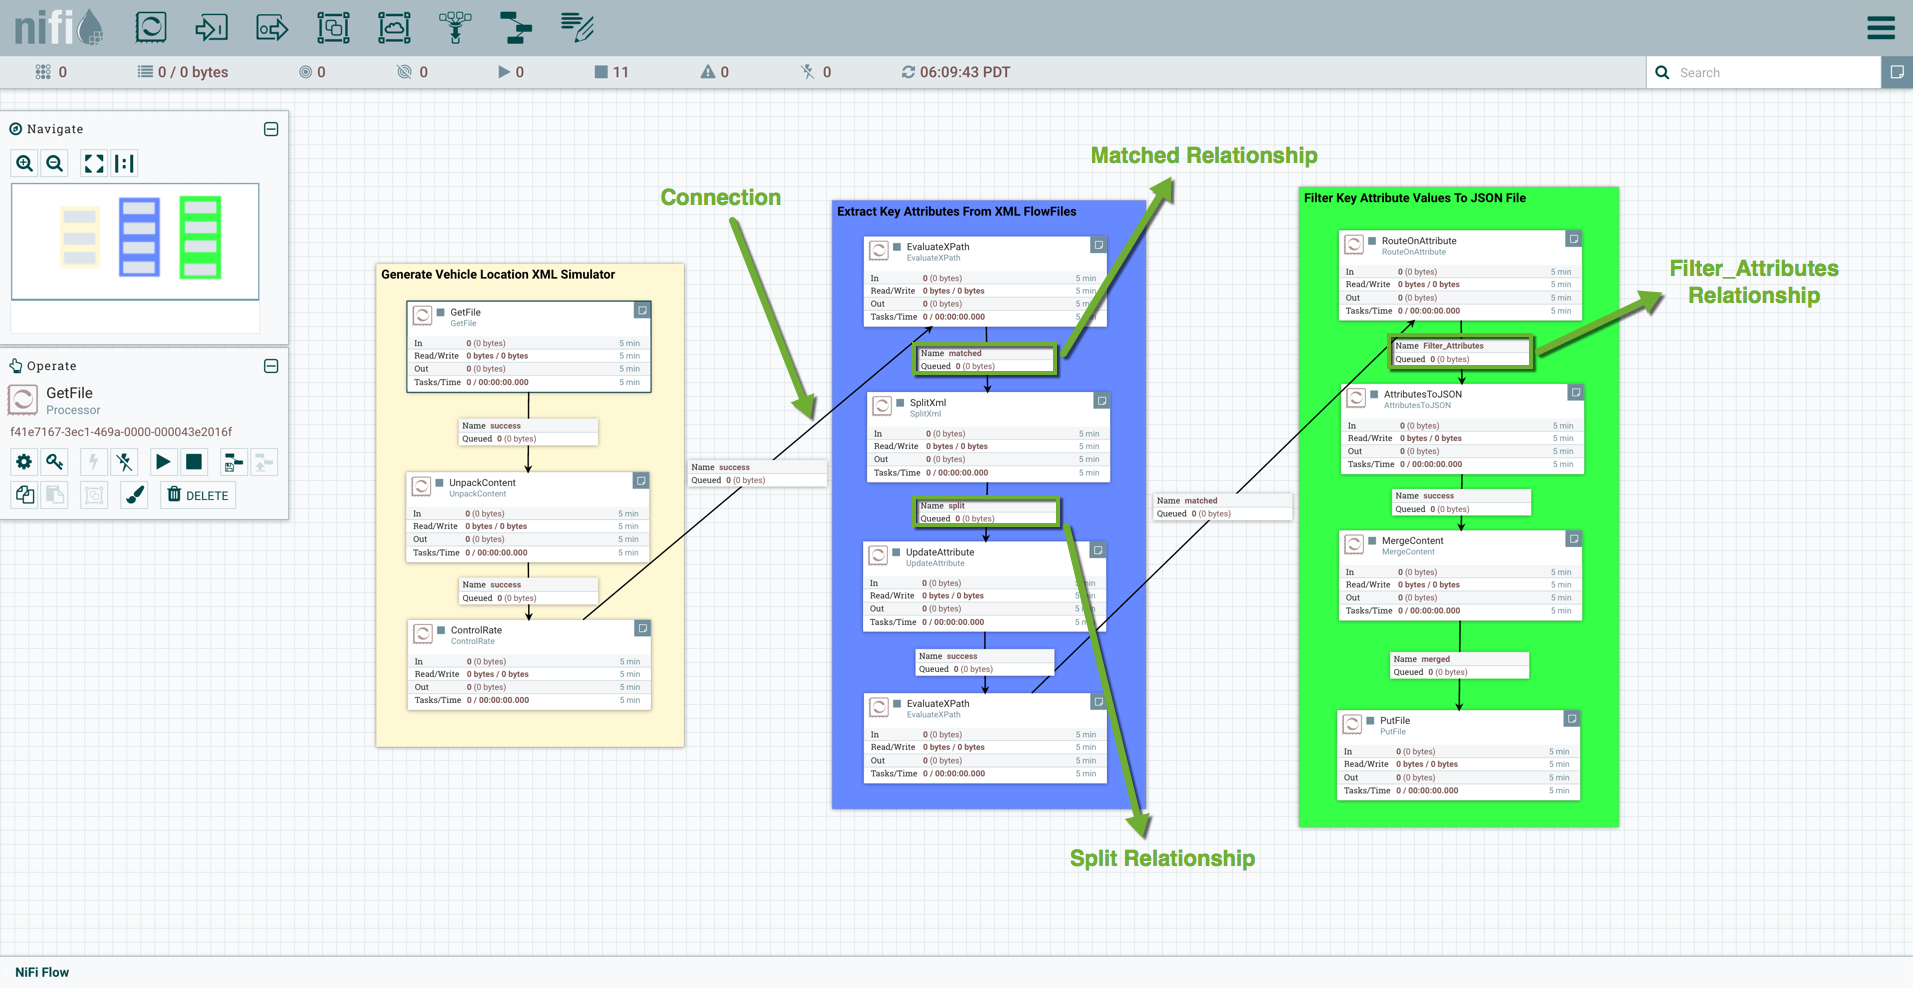 nifi
0
0 / 0 bytes
0
0
0
11
0
0
06:09:43 PDT
Search
Navigate
Operate
GetFile
Processor
f41e7167-3ec1-469a-0000-000043e2016f
DELETE
Connection
Matched Relationship
Filter_Attributes
Relationship
Split Relationship
Generate Vehicle Location XML Simulator
GetFile
GetFile
In 0 (0 bytes) 5 min
Read/Write 0 bytes / 0 bytes 5 min
Out 0 (0 bytes) 5 min
Tasks/Time 0 / 00:00:00.000 5 min
Name success
Queued 0 (0 bytes)
UnpackContent
UnpackContent
In 0 (0 bytes) 5 min
Read/Write 0 bytes / 0 bytes 5 min
Out 0 (0 bytes) 5 min
Tasks/Time 0 / 00:00:00.000 5 min
Name success
Queued 0 (0 bytes)
ControlRate
ControlRate
In 0 (0 bytes) 5 min
Read/Write 0 bytes / 0 bytes 5 min
Out 0 (0 bytes) 5 min
Tasks/Time 0 / 00:00:00.000 5 min
Name success
Queued 0 (0 bytes)
Extract Key Attributes From XML FlowFiles
EvaluateXPath
EvaluateXPath
In 0 (0 bytes) 5 min
Read/Write 0 bytes / 0 bytes 5 min
Out 0 (0 bytes) 5 min
Tasks/Time 0 / 00:00:00.000 5 min
Name matched
Queued 0 (0 bytes)
SplitXml
SplitXml
In 0 (0 bytes) 5 min
Read/Write 0 bytes / 0 bytes 5 min
Out 0 (0 bytes) 5 min
Tasks/Time 0 / 00:00:00.000 5 min
Name split
Queued 0 (0 bytes)
UpdateAttribute
UpdateAttribute
In 0 (0 bytes) 5 min
Read/Write 0 bytes / 0 bytes 5 min
Out 0 (0 bytes) 5 min
Tasks/Time 0 / 00:00:00.000 5 min
Name success
Queued 0 (0 bytes)
EvaluateXPath
EvaluateXPath
In 0 (0 bytes) 5 min
Read/Write 0 bytes / 0 bytes 5 min
Out 0 (0 bytes) 5 min
Tasks/Time 0 / 00:00:00.000 5 min
Name matched
Queued 0 (0 bytes)
Filter Key Attribute Values To JSON File
RouteOnAttribute
RouteOnAttribute
In 0 (0 bytes) 5 min
Read/Write 0 bytes / 0 bytes 5 min
Out 0 (0 bytes) 5 min
Tasks/Time 0 / 00:00:00.000 5 min
Name Filter_Attributes
Queued 0 (0 bytes)
AttributesToJSON
AttributesToJSON
In 0 (0 bytes) 5 min
Read/Write 0 bytes / 0 bytes 5 min
Out 0 (0 bytes) 5 min
Tasks/Time 0 / 00:00:00.000 5 min
Name success
Queued 0 (0 bytes)
MergeContent
MergeContent
In 0 (0 bytes) 5 min
Read/Write 0 bytes / 0 bytes 5 min
Out 0 (0 bytes) 5 min
Tasks/Time 0 / 00:00:00.000 5 min
Name merged
Queued 0 (0 bytes)
PutFile
PutFile
In 0 (0 bytes) 5 min
Read/Write 0 bytes / 0 bytes 5 min
Out 0 (0 bytes) 5 min
Tasks/Time 0 / 00:00:00.000 5 min
NiFi Flow